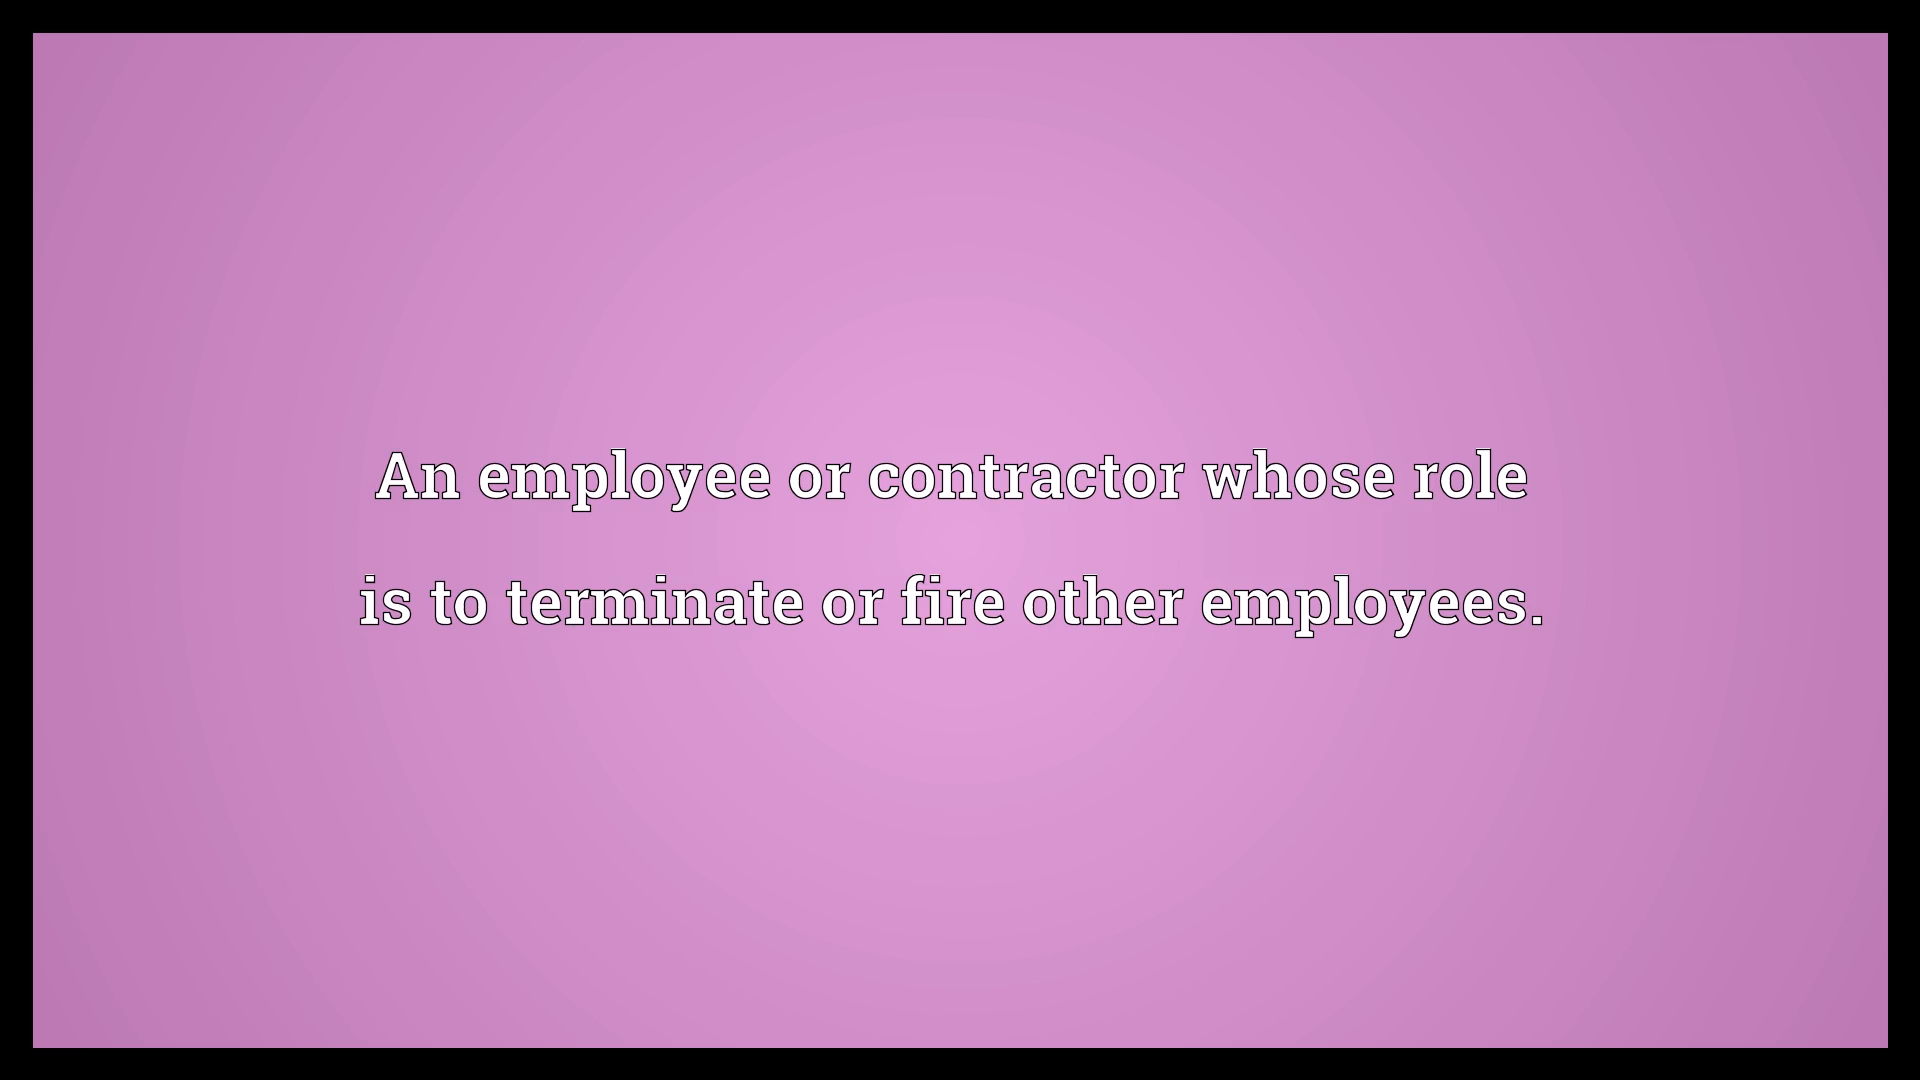 An employee or contractor whose role
is to terminate or fire other employees.